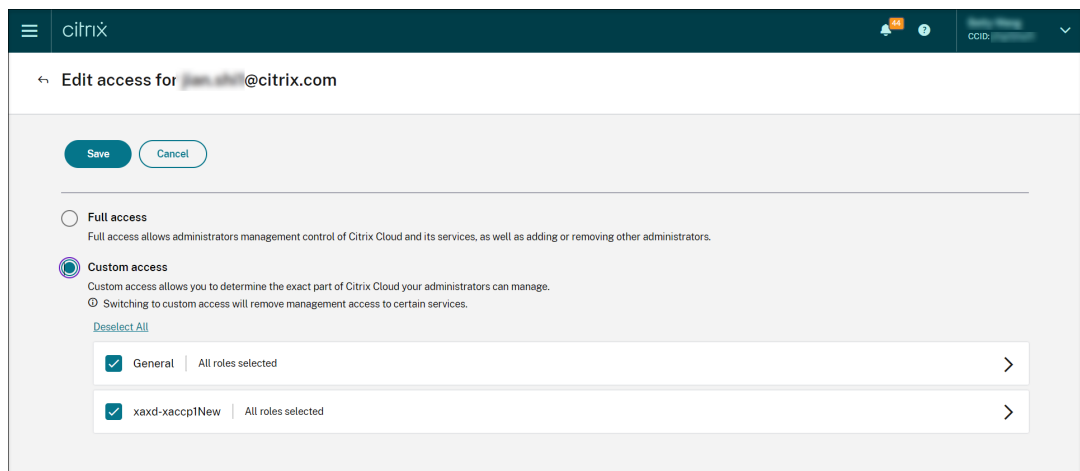 citrix
44
?
CCID:
Edit access for @citrix.com
Save
Cancel
Full access
Full access allows administrators management control of Citrix Cloud and its services, as well as adding or removing other administrators.
Custom access
Custom access allows you to determine the exact part of Citrix Cloud your administrators can manage.
Switching to custom access will remove management access to certain services.
Deselect All
General All roles selected
xaxd-xaccp1New All roles selected